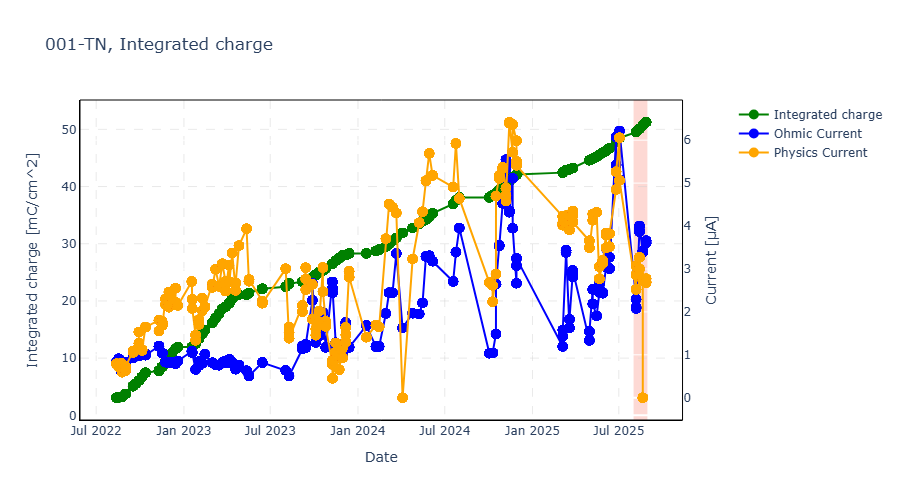 001-TN, Integrated charge
Integrated charge [mC/cm^2]
50
40
30
20
10
0
Jul 2022
Jan 2023
Jul 2023
Jan 2024
Jul 2024
Jan 2025
Jul 2025
Date
6
5
4
3
2
1
0
Current [μA]
Integrated charge
Ohmic Current
Physics Current